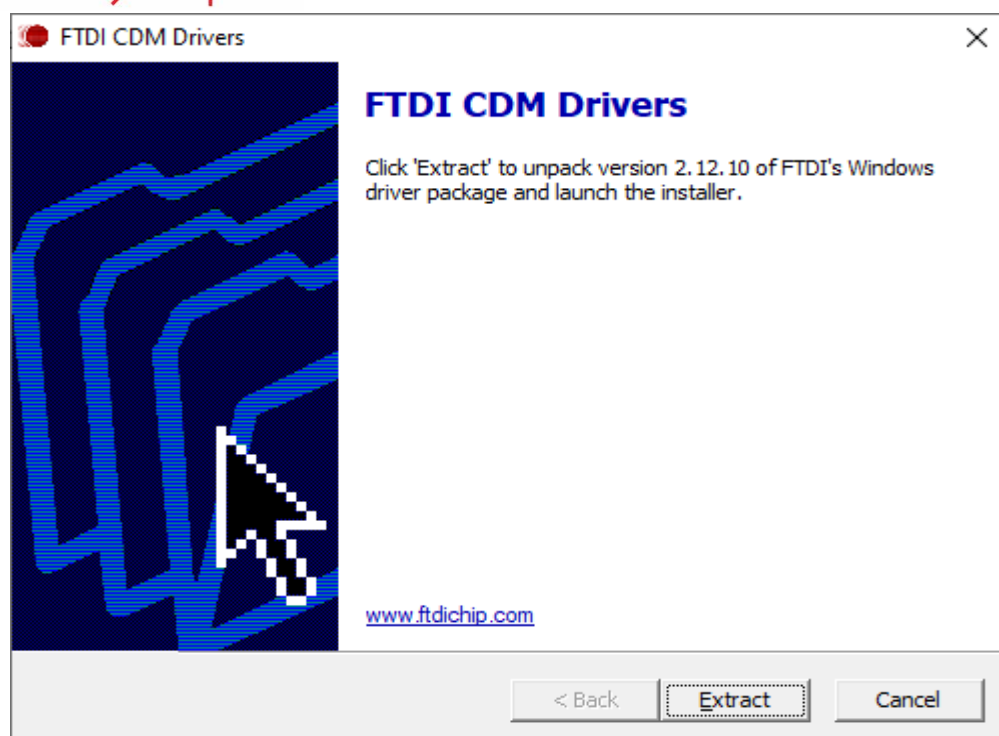 FTDI CDM Drivers
FTDI CDM Drivers
Click 'Extract' to unpack version 2.12.10 of FTDI's Windows
driver package and launch the installer.
www.ftdichip.com
< Back
Extract
Cancel